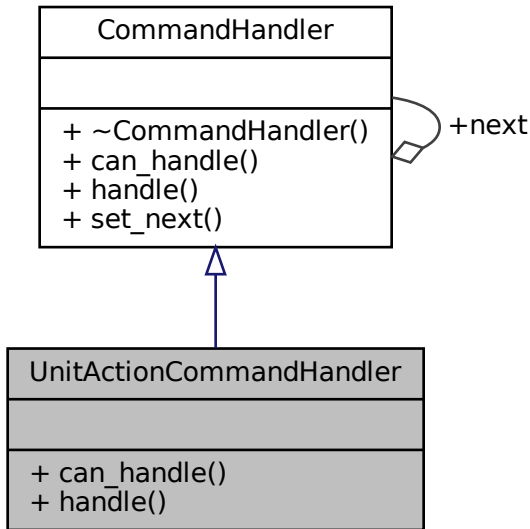 CommandHandler
+ ~CommandHandler()
+ can_handle()
+ handle()
+ set_next()
+next
UnitActionCommandHandler
+ can_handle()
+ handle()